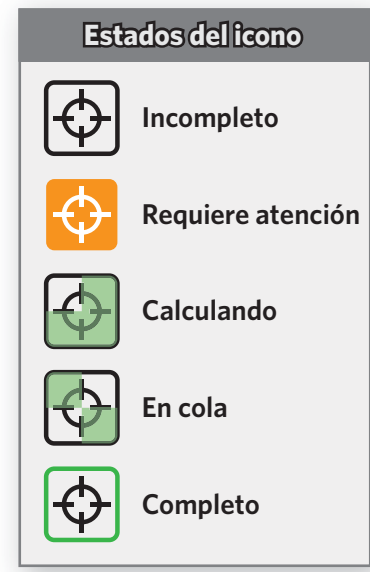 Estados del icono
Incompleto
Requiere atención
Calculando
En cola
Completo